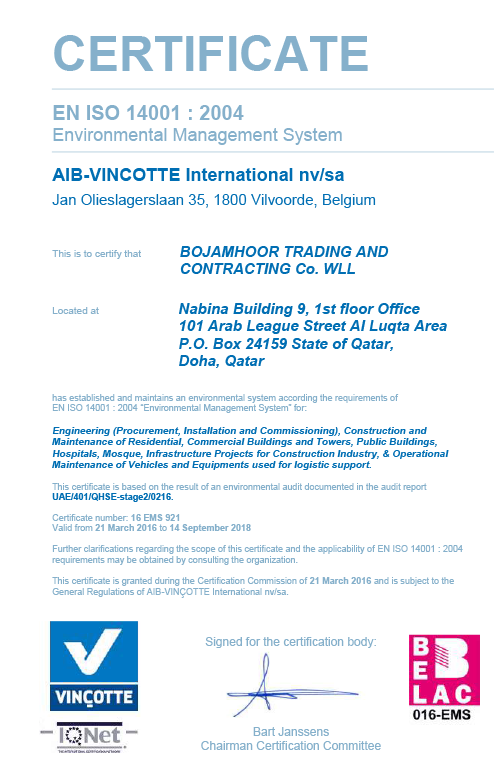 CERTIFICATE
EN ISO 14001 : 2004
Environmental Management System
AIB-VINCOTTE International nv/sa
Jan Olieslagerslaan 35, 1800 Vilvoorde, Belgium
This is to certify that
BOJAMHOOR TRADING AND
CONTRACTING Co. WLL
Located at
Nabina Building 9, 1st floor Office
101 Arab League Street Al Luqta Area
P.O. Box 24159 State of Qatar,
Doha, Qatar
has established and maintains an environmental system according the requirements of
EN ISO 14001 : 2004 "Environmental Management System" for:
Engineering (Procurement, Installation and Commissioning), Construction and
Maintenance of Residential, Commercial Buildings and Towers, Public Buildings,
Hospitals, Mosque, Infrastructure Projects for Construction Industry, & Operational
Maintenance of Vehicles and Equipments used for logistic support.
This certificate is based on the result of an environmental audit documented in the audit report
UAE/401/QHSE-stage2/0216.
Certificate number: 16 EMS 921
Valid from 21 March 2016 to 14 September 2018
Further clarifications regarding the scope of this certificate and the applicability of EN ISO 14001 : 2004
requirements may be obtained by consulting the organization.
This certificate is granted during the Certification Commission of 21 March 2016 and is subject to the
General Regulations of AIB-VINÇOTTE International nv/sa.
VINÇOTTE
IQNet
THE INTERNATIONAL CERTIFICATION NETWORK
Signed for the certification body:
Bart Janssens
Chairman Certification Committee
BELAC
016-EMS